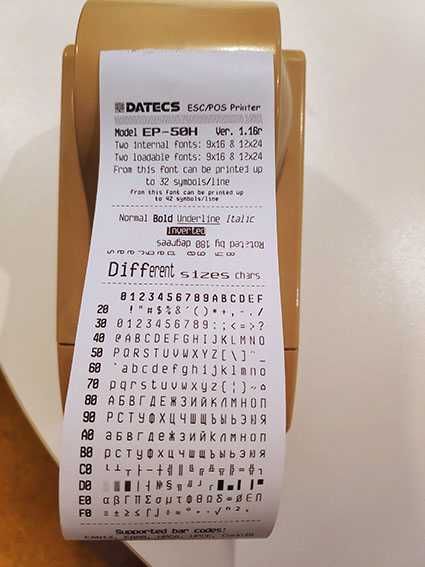 DATECS ESC/POS Printer
Model EP-50H Ver. 1.16r
Two internal fonts: 9x16 & 12x24
Two loadable fonts: 9x16 & 12x24
From this font can be printed up
to 32 symbols/line
From this font can be printed up
to 42 symbols/line
Normal Bold Underline Italic
Inverted
Rotated by 180 degrees
Different sizes chars
0123456789ABCDEF
20 !"#$%&'()*+,-./
30 0123456789:;<=>?
40 @ABCDEFGHIJKLMNO
50 PQRSTUVWXYZ[\]^_
60 `abcdefghijklmno
70 pqrstuvwxyz{|}~⌂
80 АБВГДЕЖЗИЙКЛМНОП
90 РСТУФХЦЧШЩЪЫЬЭЮЯ
A0 абвгдежзийклмноп
B0 рстуфхцчшщъыьэюя
C0
D0
E0 αβΓΠΣσμτΦΘΩδ∞ØЄ∩
F0
Supported bar codes: